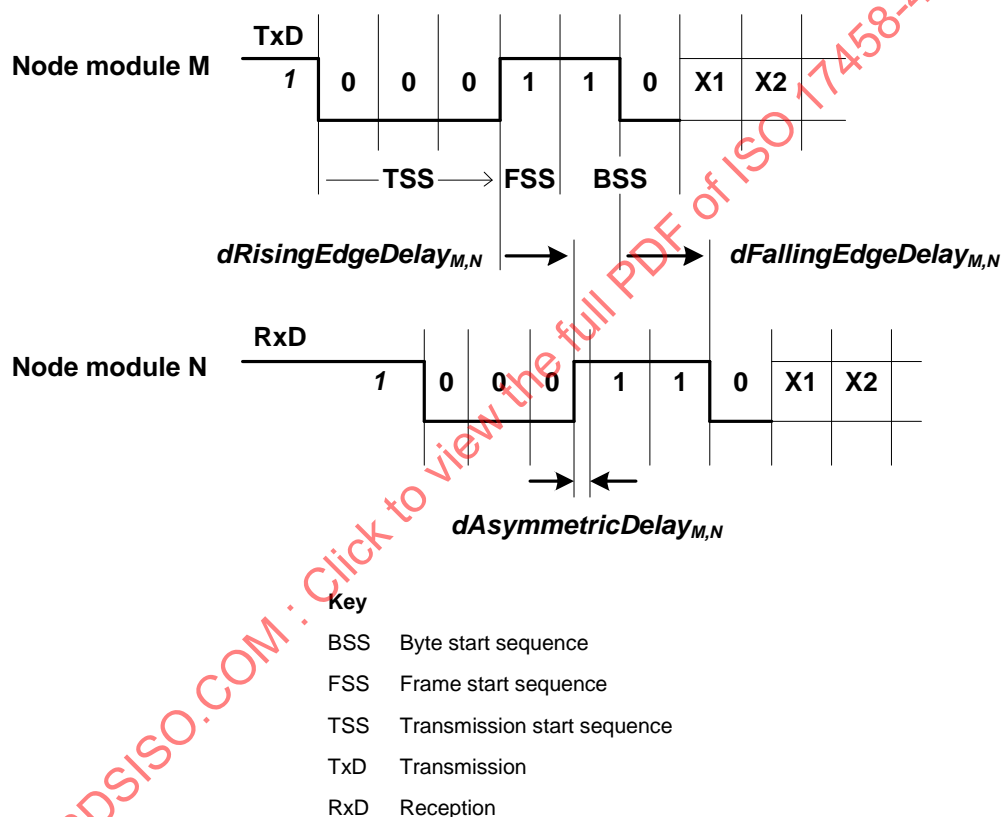 TxD
Node module M
1 0 0 0 1 1 0 X1 X2
TSS FSS BSS
dRisingEdgeDelayM,N dFallingEdgeDelayM,N
RxD
Node module N
1 0 0 0 1 1 0 X1 X2
dAsymmetricDelayM,N
Key
BSS Byte start sequence
FSS Frame start sequence
TSS Transmission start sequence
TxD Transmission
RxD Reception
DSISO.COM : Click to view the full PDF of ISO 17458-4